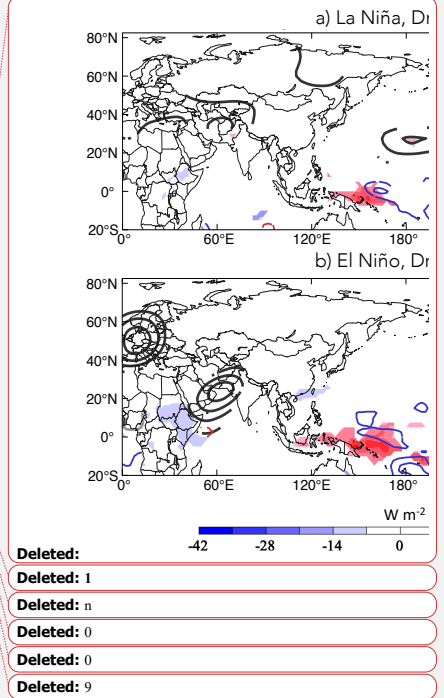 a) La Niña, Dr
80°N
60°N
40°N
20°N
0°
20°S
0° 60°E 120°E 180°
b) El Niño, Dr
80°N
60°N
40°N
20°N
0°
20°S
0° 60°E 120°E 180°
W m-2
-42 -28 -14 0
Deleted:
Deleted: 1
Deleted: n
Deleted: 0
Deleted: 0
Deleted: 9